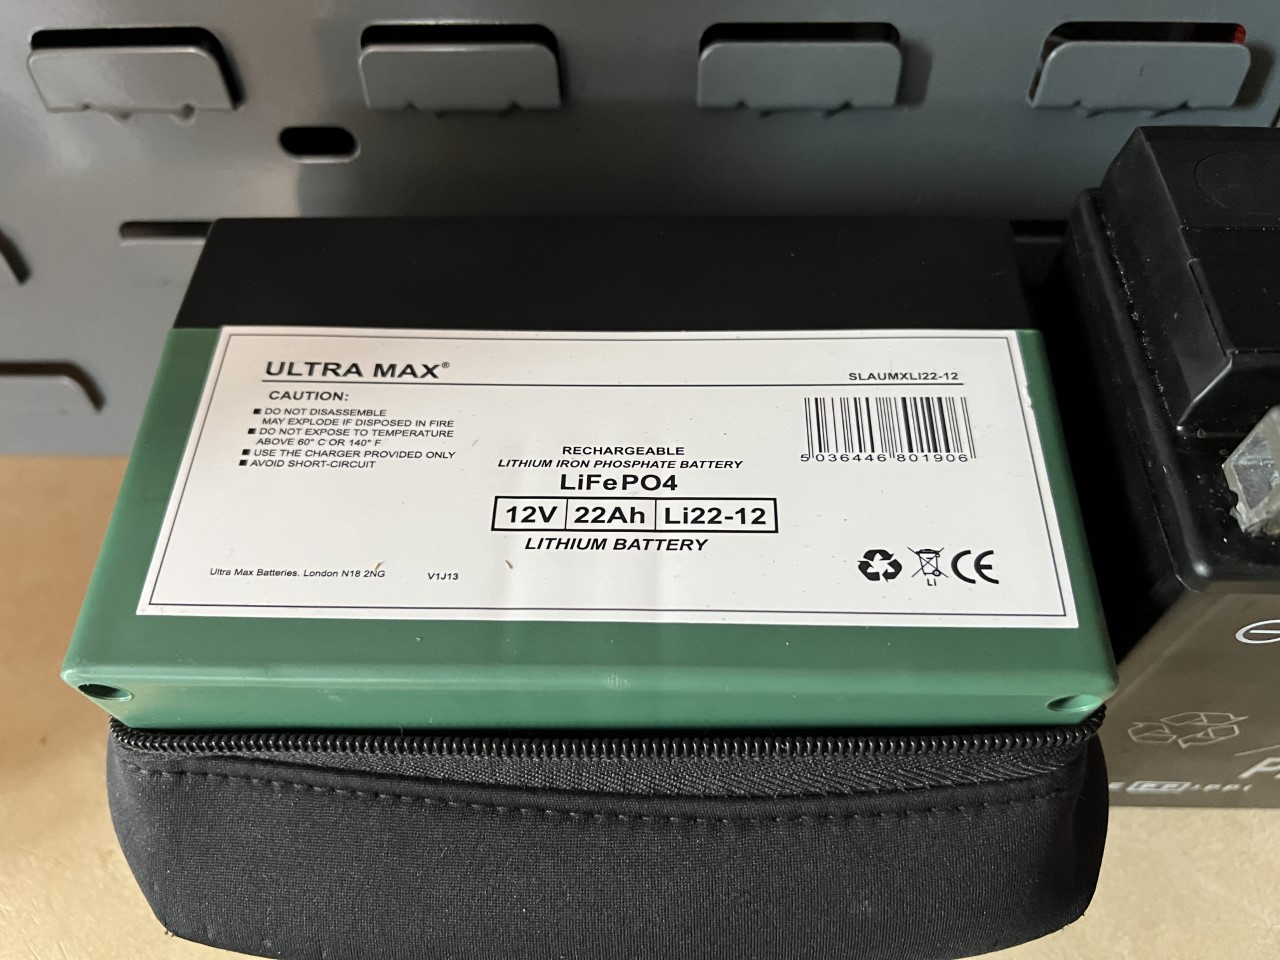 ULTRA MAX®
SLAUMXLI22-12
CAUTION:
DO NOT DISASSEMBLE
MAY EXPLODE IF DISPOSED IN FIRE
DO NOT EXPOSE TO TEMPERATURE
ABOVE 60° C OR 140° F
USE THE CHARGER PROVIDED ONLY
AVOID SHORT-CIRCUIT
5 036446 801906
RECHARGEABLE
LITHIUM IRON PHOSPHATE BATTERY
LiFePO4
12V 22Ah Li22-12
LITHIUM BATTERY
LI
CE
Ultra Max Batteries. London N18 2NG V1J13